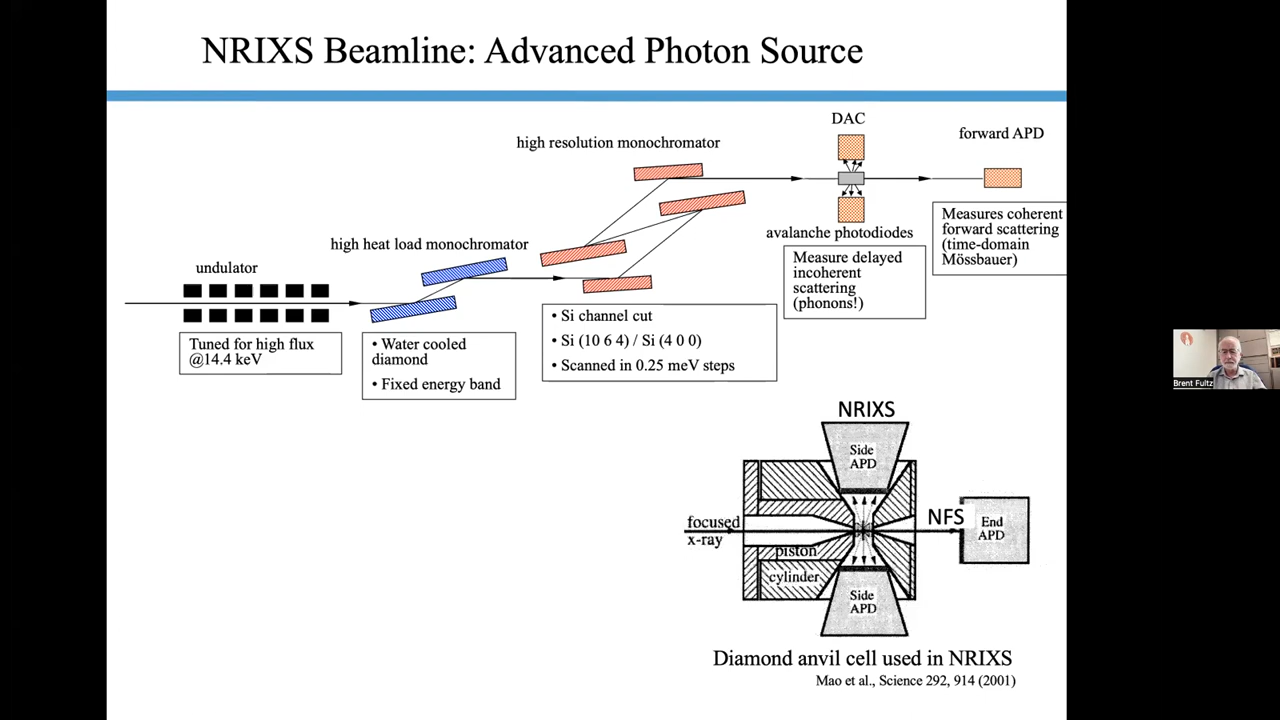 NRIXS Beamline: Advanced Photon Source
DAC
forward APD
high resolution monochromator
avalanche photodiodes
Measures coherent
forward scattering
(time-domain
Mössbauer)
high heat load monochromator
Measure delayed
incoherent
scattering
(phonons!)
undulator
Tuned for high flux
@14.4 keV
• Water cooled
diamond
• Fixed energy band
• Si channel cut
• Si (10 6 4) / Si (4 0 0)
• Scanned in 0.25 meV steps
Brent Fultz
NRIXS
Side
APD
focused
x-ray
piston
cylinder
NFS
End
APD
Side
APD
Diamond anvil cell used in NRIXS
Mao et al., Science 292, 914 (2001)